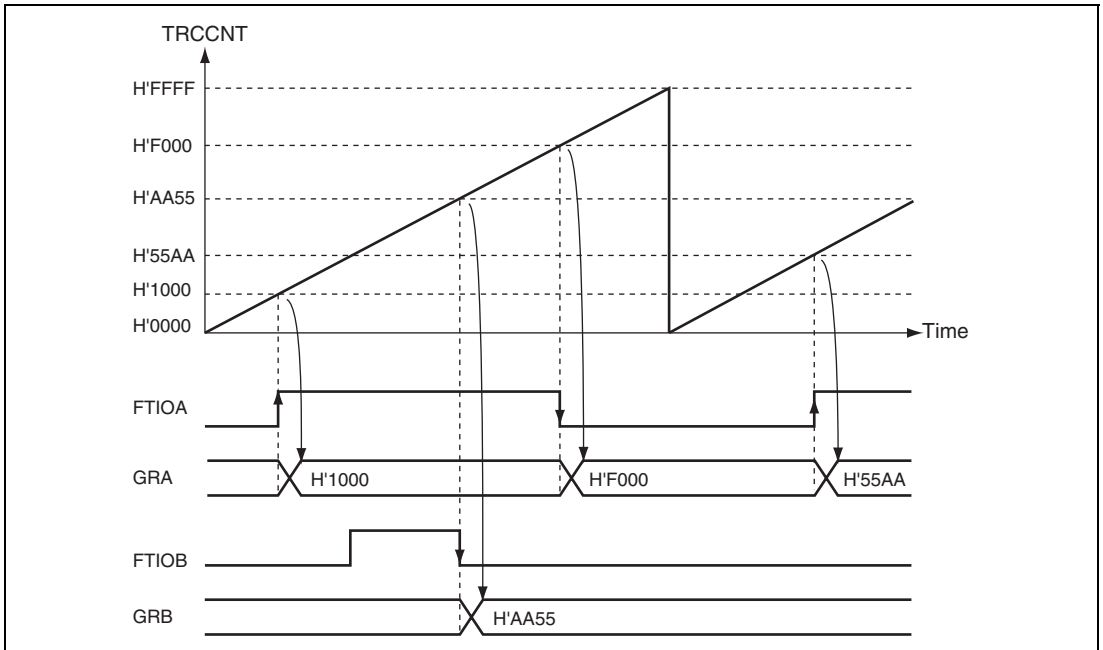 TRCCNT
H'FFFF
H'F000
H'AA55
H'55AA
H'1000
H'0000
Time
FTIOA
GRA
H'1000
H'F000
H'55AA
FTIOB
GRB
H'AA55